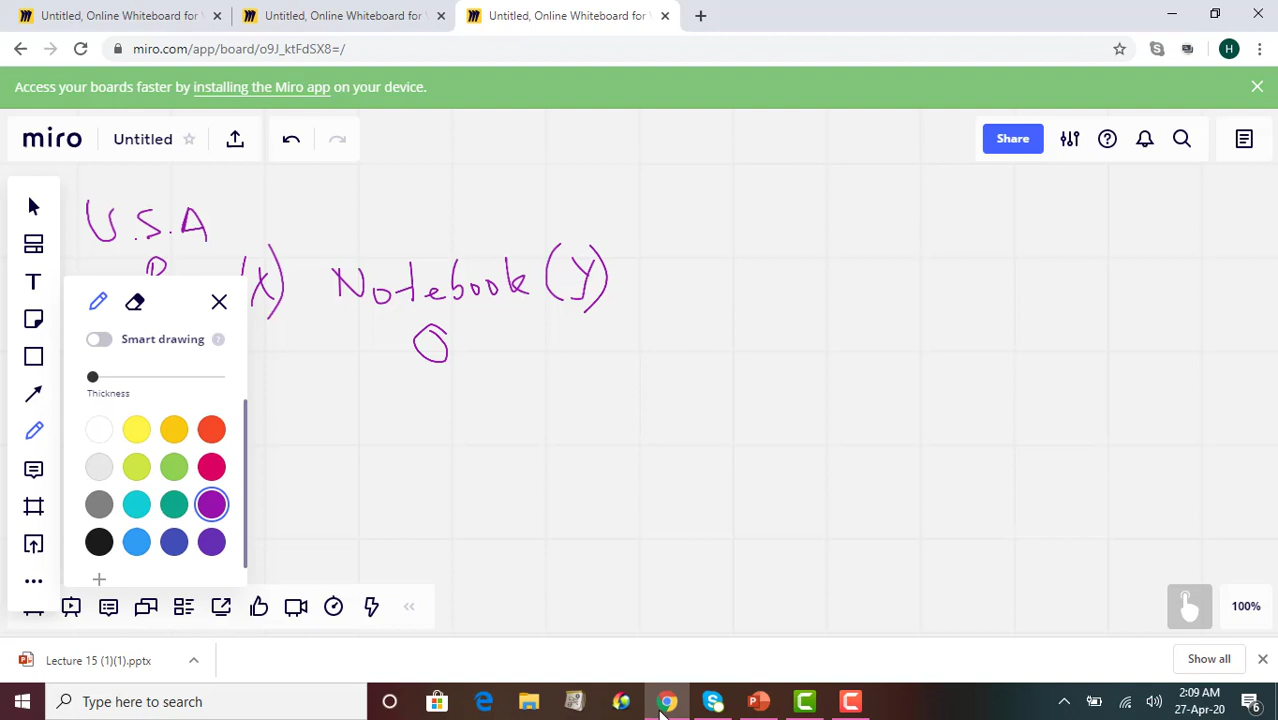 Untitled, Online Whiteboard for
Untitled, Online Whiteboard for
Untitled, Online Whiteboard for
miro.com/app/board/o9J_ktFdSX8=/
H
Access your boards faster by installing the Miro app on your device.
miro
Untitled
Share
U.S.A
(X) Notebook (Y)
0
T
Smart drawing ?
Thickness
100%
Lecture 15 (1)(1).pptx
Show all
Type here to search
2:09 AM
27-Apr-20
6